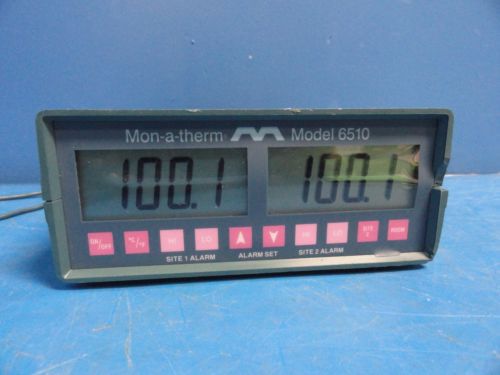 Mon-a-therm Model 6510
100.1 100.1
ON/OFF °C/°F HI LO HI LO SITE 2 ROOM
SITE 1 ALARM ALARM SET SITE 2 ALARM